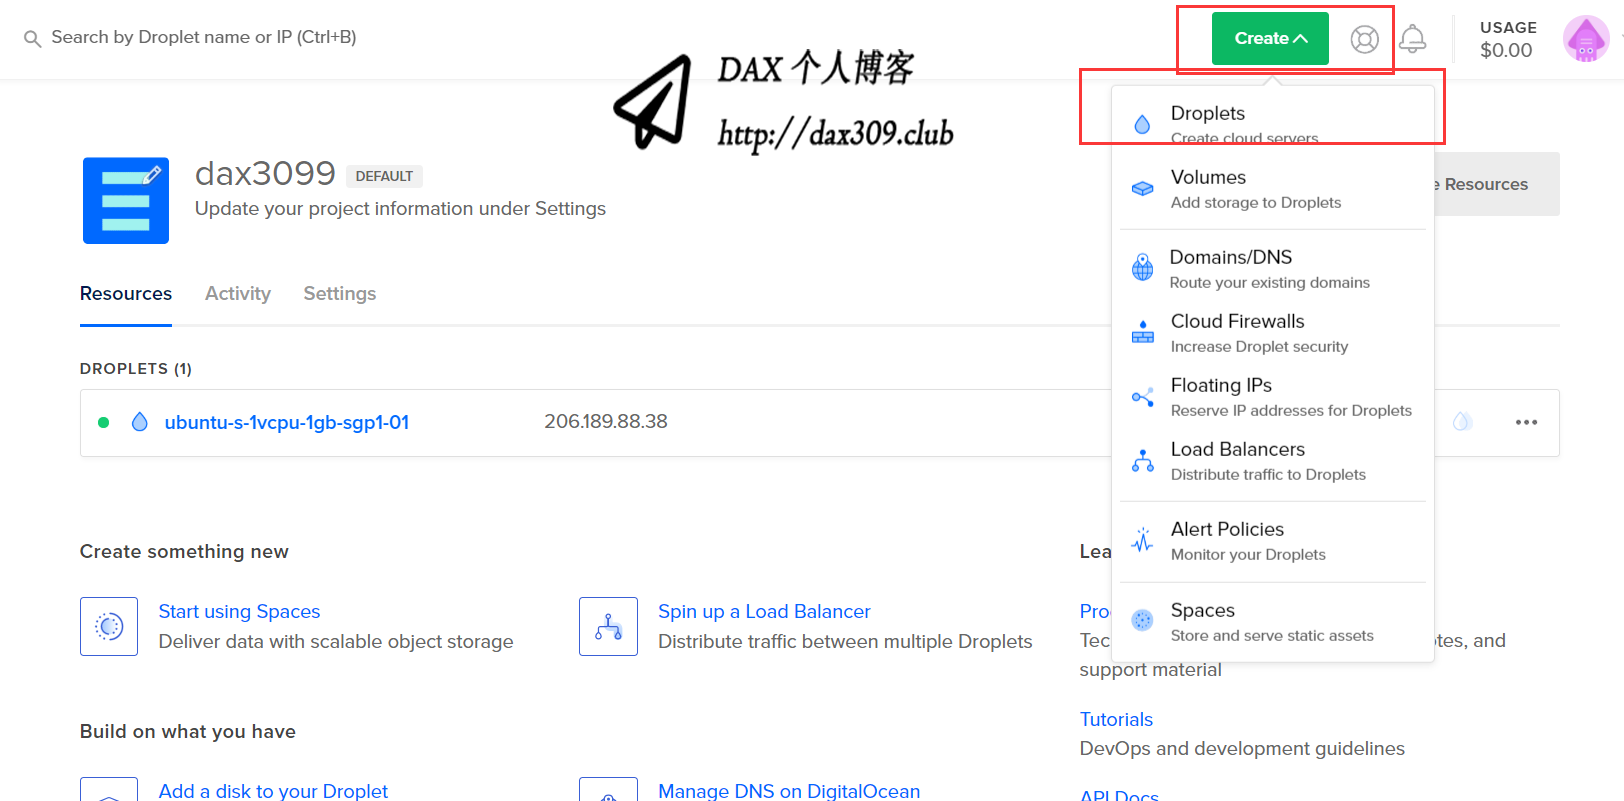 Search by Droplet name or IP (Ctrl+B)
Create
USAGE
$0.00
DAX 个人博客
http://dax309.club
Droplets
Create cloud servers
Volumes
Add storage to Droplets
Domains/DNS
Route your existing domains
Cloud Firewalls
Increase Droplet security
Floating IPs
Reserve IP addresses for Droplets
Load Balancers
Distribute traffic to Droplets
Alert Policies
Monitor your Droplets
Spaces
Store and serve static assets
dax3099 DEFAULT
Update your project information under Settings
e Resources
Resources Activity Settings
DROPLETS (1)
ubuntu-s-1vcpu-1gb-sgp1-01 206.189.88.38
Create something new
Start using Spaces
Deliver data with scalable object storage
Spin up a Load Balancer
Distribute traffic between multiple Droplets
Build on what you have
Add a disk to your Droplet
Manage DNS on DigitalOcean
Lea
Pro
Tec tes, and
support material
Tutorials
DevOps and development guidelines
API Docs